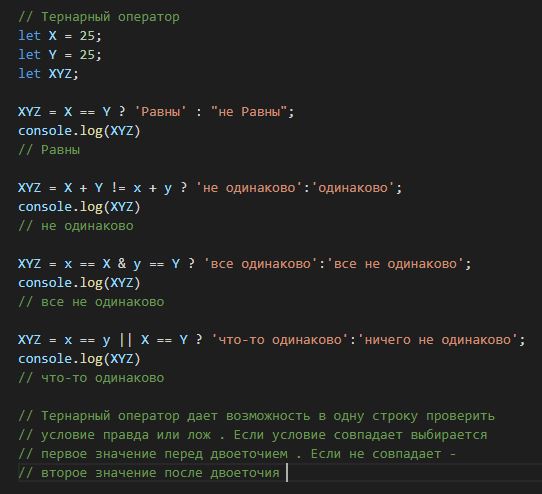 // Тернарный оператор
let X = 25;
let Y = 25;
let XYZ;
XYZ = X == Y ? 'Равны' : "не Равны";
console.log(XYZ)
// Равны
XYZ = X + Y != x + y ? 'не одинаково':'одинаково';
console.log(XYZ)
// не одинаково
XYZ = x == X & y == Y ? 'все одинаково':'все не одинаково';
console.log(XYZ)
// все не одинаково
XYZ = x == y || X == Y ? 'что-то одинаково':'ничего не одинаково';
console.log(XYZ)
// что-то одинаково
// Тернарный оператор дает возможность в одну строку проверить
// условие правда или лож . Если условие совпадает выбирается
// первое значение перед двоеточием . Если не совпадает -
// второе значение после двоеточия